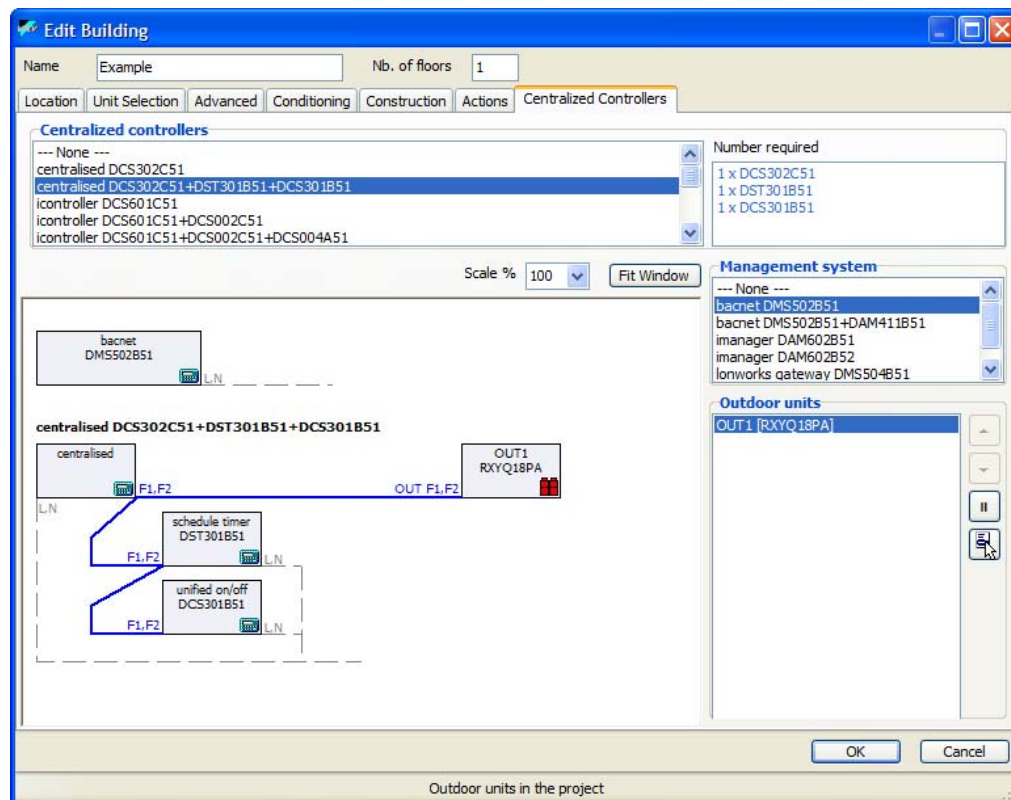 Edit Building
Name Example Nb. of floors 1
Location Unit Selection Advanced Conditioning Construction Actions Centralized Controllers
Centralized controllers
--- None ---
centralised DCS302C51
centralised DCS302C51+DST301B51+DCS301B51
icontroller DCS601C51
icontroller DCS601C51+DCS002C51
icontroller DCS601C51+DCS002C51+DCS004A51
Number required
1 x DCS302C51
1 x DST301B51
1 x DCS301B51
Scale % 100 Fit Window
Management system
--- None ---
bacnet DMS502B51
bacnet DMS502B51+DAM411B51
imanager DAM602B51
imanager DAM602B52
lonworks gateway DMS504B51
bacnet
DMS502B51
L,N
centralised DCS302C51+DST301B51+DCS301B51
centralised
F1,F2
L,N
OUT1
RXYQ18PA
OUT F1,F2
schedule timer
DST301B51
F1,F2
L,N
unified on/off
DCS301B51
F1,F2
L,N
Outdoor units
OUT1 [RXYQ18PA]
OK Cancel
Outdoor units in the project